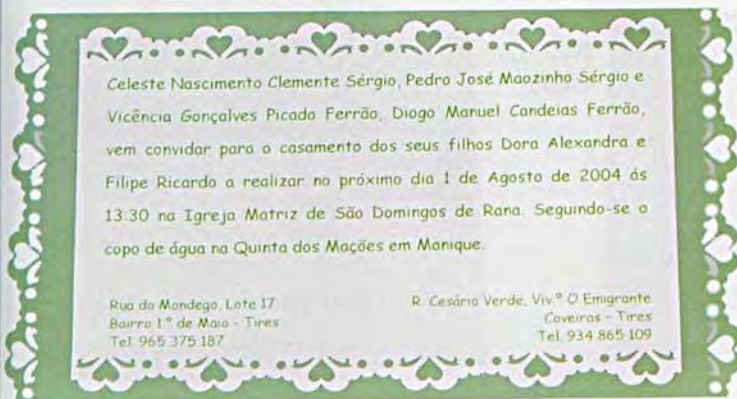 Celeste Nascimento Clemente Sérgio, Pedro José Maozinho Sérgio e
Vicência Gonçalves Picado Ferrão, Diogo Manuel Candeias Ferrão,
vem convidar para o casamento dos seus filhos Dora Alexandra e
Filipe Ricardo a realizar no próximo dia 1 de Agosto de 2004 ás
13:30 na Igreja Matriz de São Domingos de Rana. Seguindo-se o
copo de água na Quinta dos Mações em Manique.
Rua do Mondego, Lote 17
Bairro 1.º de Maio - Tires
Tel. 965 375 187
R. Cesário Verde, Viv.ª O Emigrante
Caveiras - Tires
Tel. 934 865 109